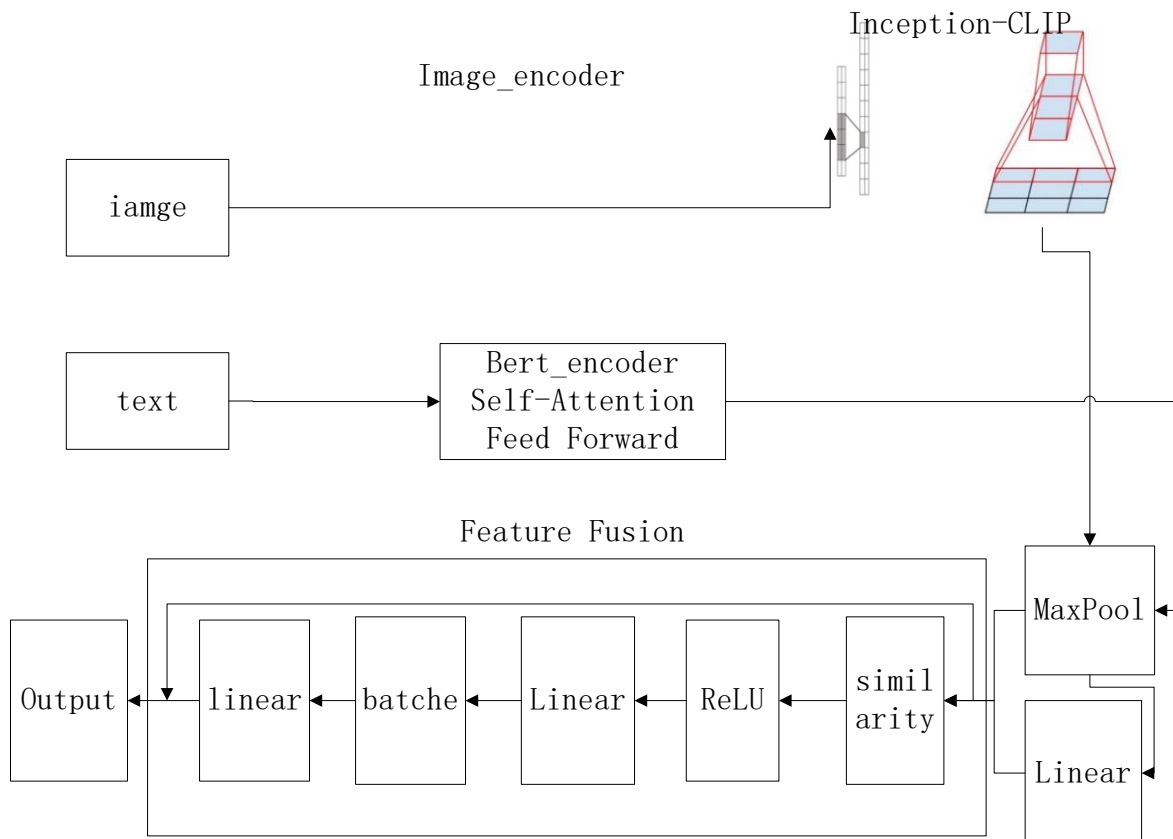 Inception-CLIP
Image_encoder
iamge
text
Bert_encoder
Self-Attention
Feed Forward
Feature Fusion
MaxPool
Output
linear
batche
Linear
ReLU
simil
arity
Linear